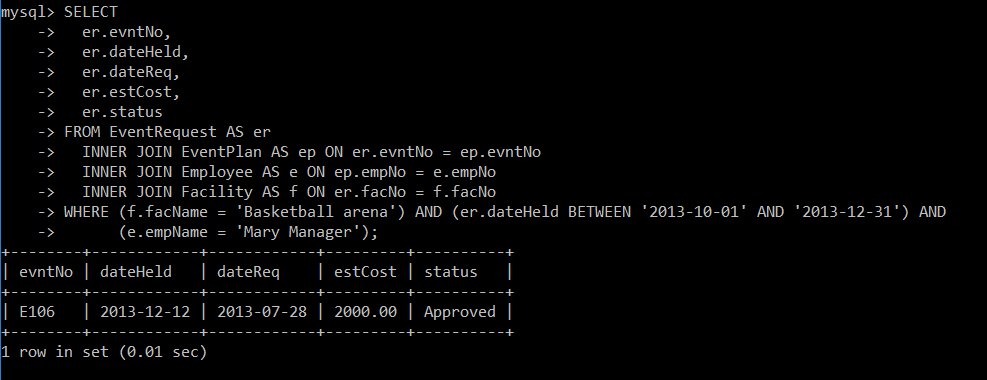 mysql> SELECT
    ->   er.evntNo,
    ->   er.dateHeld,
    ->   er.dateReq,
    ->   er.estCost,
    ->   er.status
    -> FROM EventRequest AS er
    ->   INNER JOIN EventPlan AS ep ON er.evntNo = ep.evntNo
    ->   INNER JOIN Employee AS e ON ep.empNo = e.empNo
    ->   INNER JOIN Facility AS f ON er.facNo = f.facNo
    -> WHERE (f.facName = 'Basketball arena') AND (er.dateHeld BETWEEN '2013-10-01' AND '2013-12-31') AND
    ->       (e.empName = 'Mary Manager');
+--------+------------+------------+---------+----------+
| evntNo | dateHeld   | dateReq    | estCost | status   |
+--------+------------+------------+---------+----------+
| E106   | 2013-12-12 | 2013-07-28 | 2000.00 | Approved |
+--------+------------+------------+---------+----------+
1 row in set (0.01 sec)